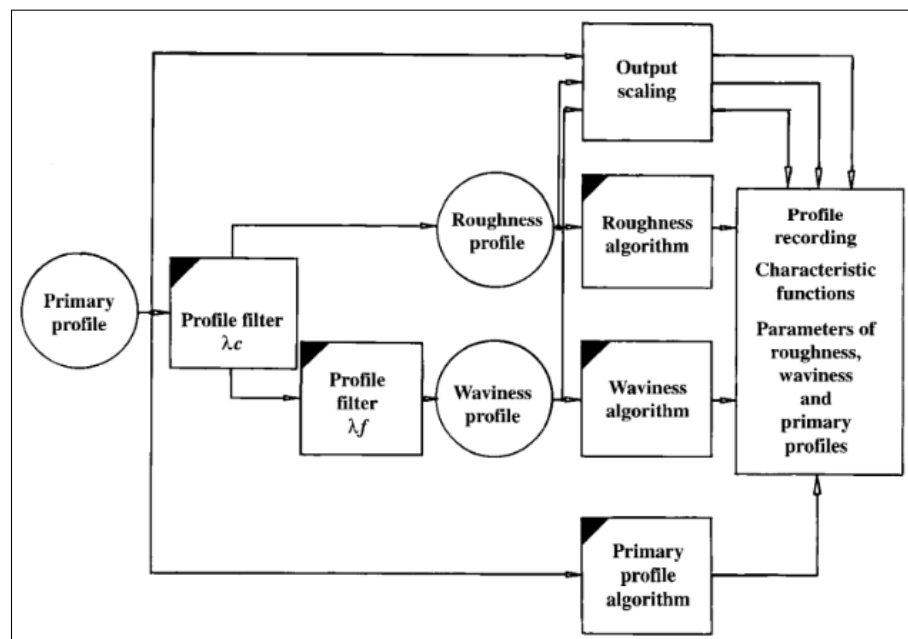 Output
scaling
Roughness
profile
Roughness
algorithm
Profile
recording
Characteristic
functions
Parameters of
roughness,
waviness
and
primary
profiles
Primary
profile
Profile filter
λc
Profile
filter
λf
Waviness
profile
Waviness
algorithm
Primary
profile
algorithm